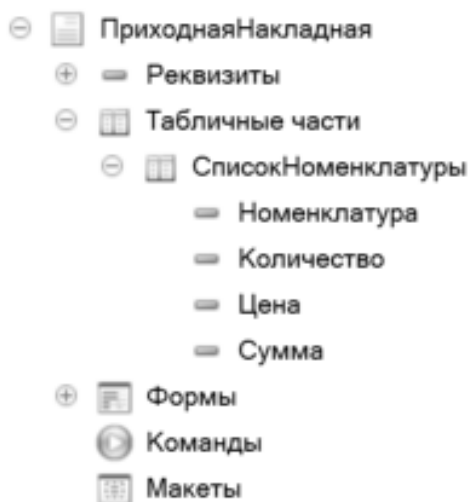 ПриходнаяНакладная
Реквизиты
Табличные части
СписокНоменклатуры
Номенклатура
Количество
Цена
Сумма
Формы
Команды
Макеты